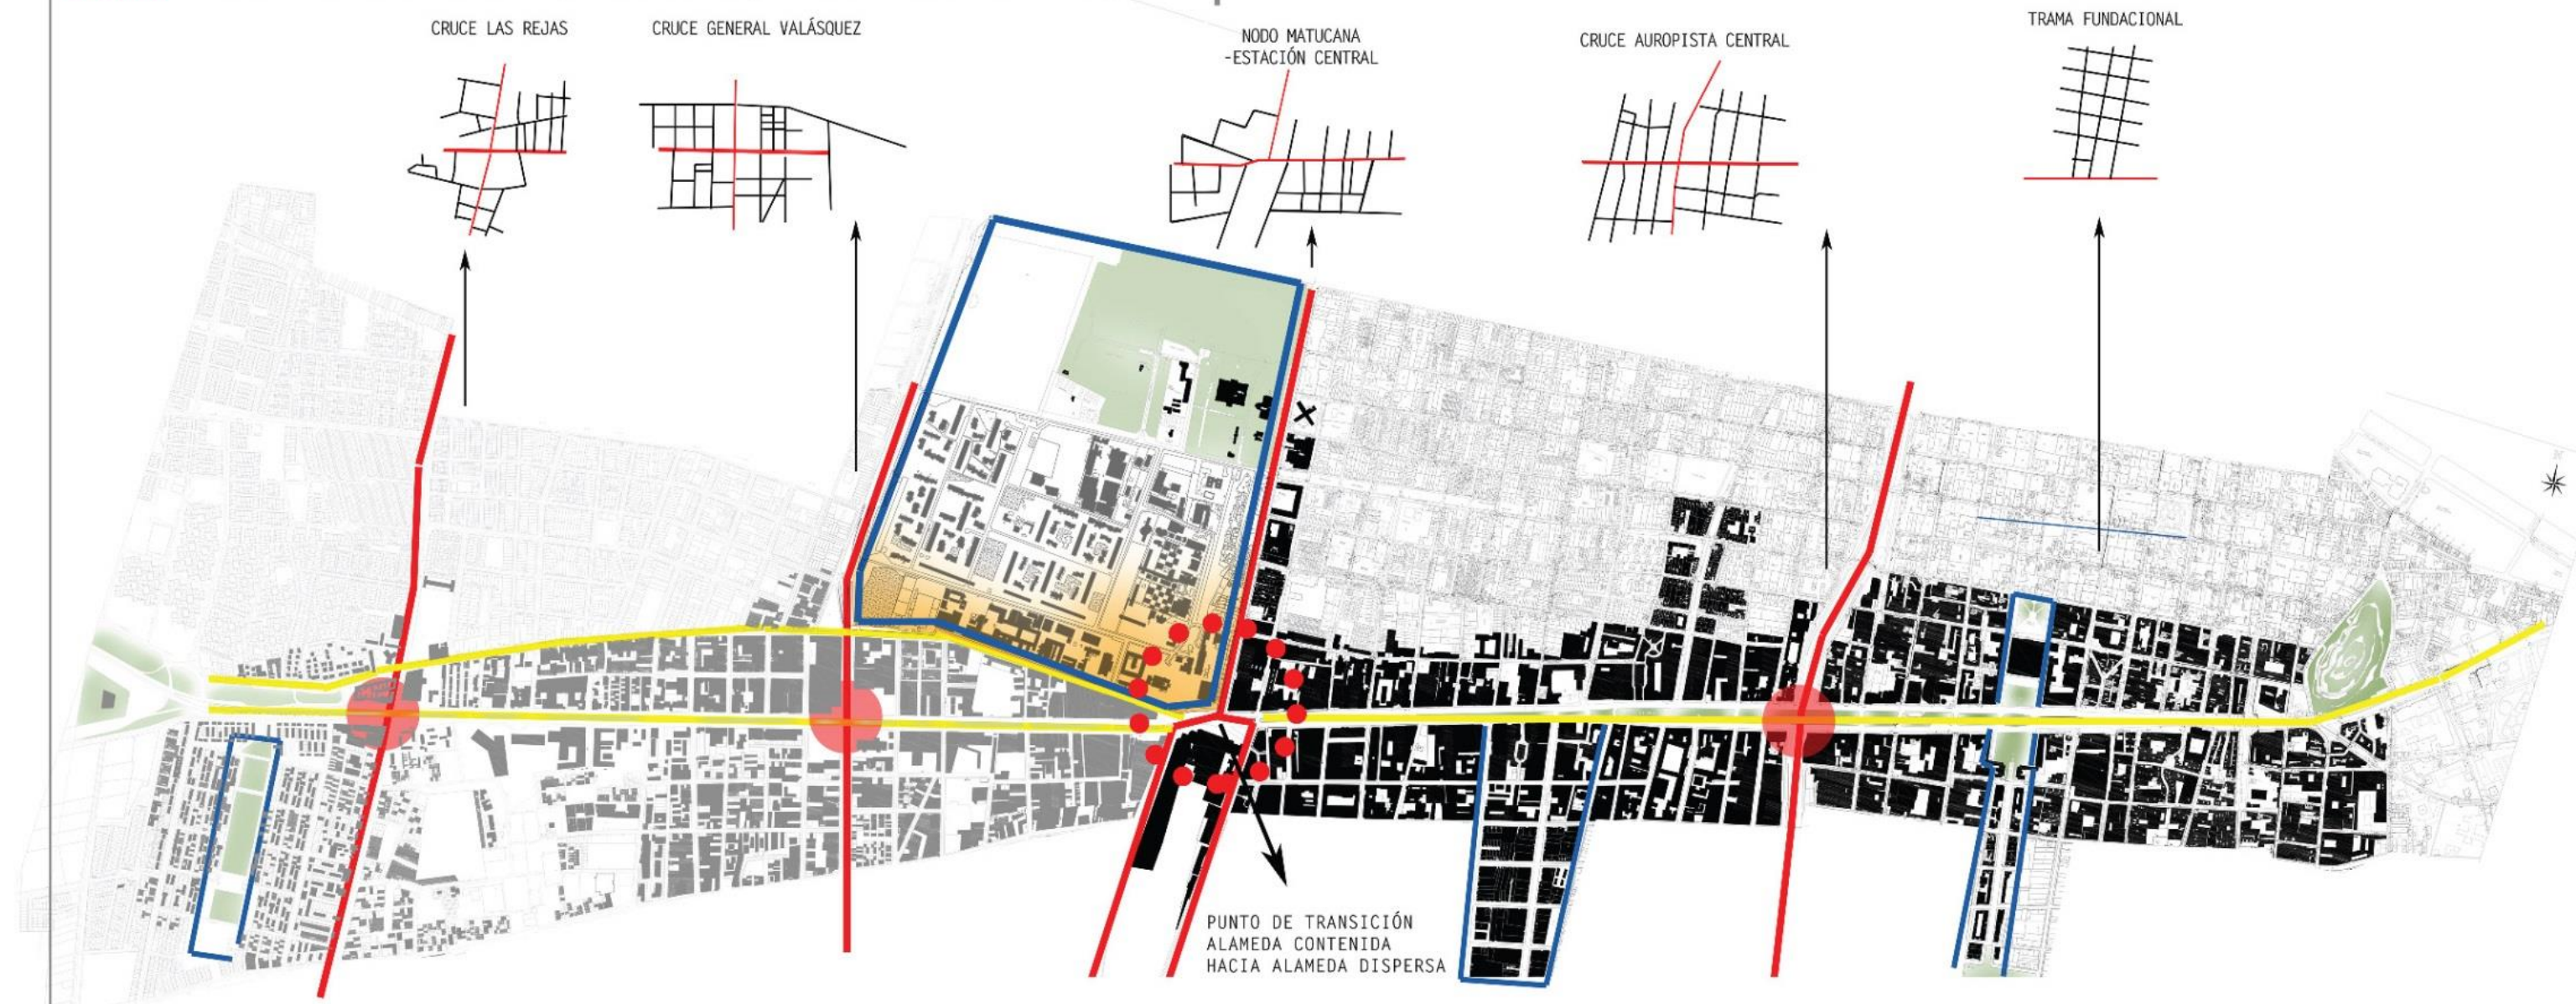 CRUCE LAS REJAS
CRUCE GENERAL VALÁSQUEZ
NODO MATUCANA
-ESTACIÓN CENTRAL
CRUCE AUROPISTA CENTRAL
TRAMA FUNDACIONAL
PUNTO DE TRANSICIÓN
ALAMEDA CONTENIDA
HACIA ALAMEDA DISPERSA